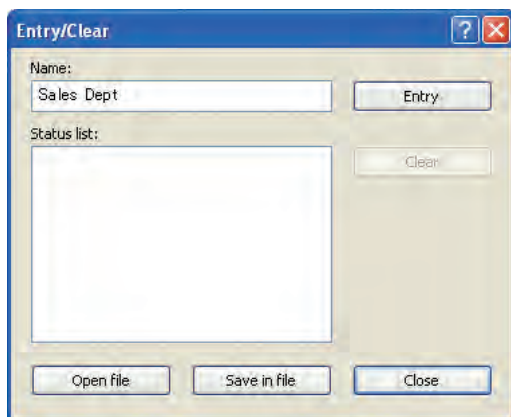 Entry/Clear
Name:
Sales Dept
Entry
Status list:
Clear
Open file
Save in file
Close